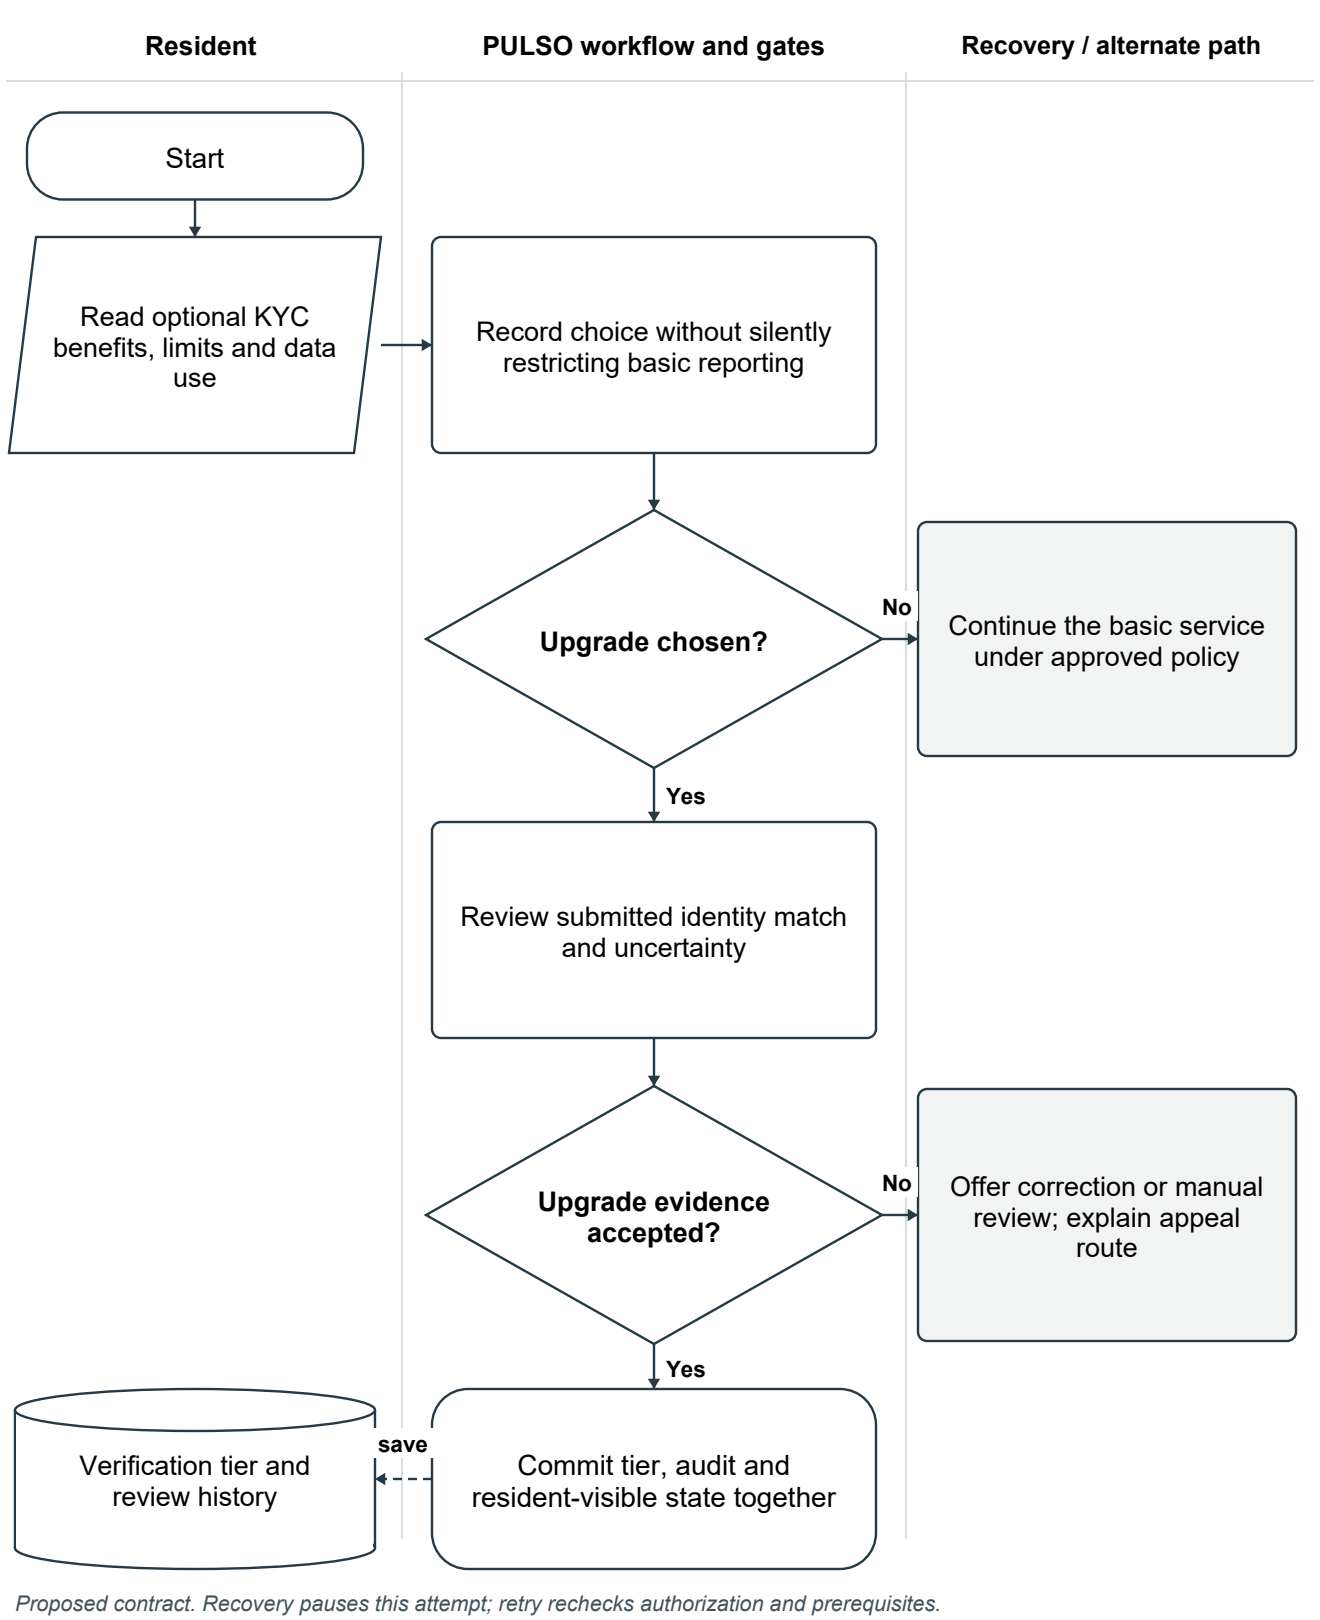 Resident
PULSO workflow and gates
Recovery / alternate path
Start
Read optional KYC
benefits, limits and data
use
Record choice without silently
restricting basic reporting
Upgrade chosen?
No
Continue the basic service
under approved policy
Yes
Review submitted identity match
and uncertainty
Upgrade evidence
accepted?
No
Offer correction or manual
review; explain appeal
route
Yes
Verification tier and
review history
save
Commit tier, audit and
resident-visible state together
Proposed contract. Recovery pauses this attempt; retry rechecks authorization and prerequisites.